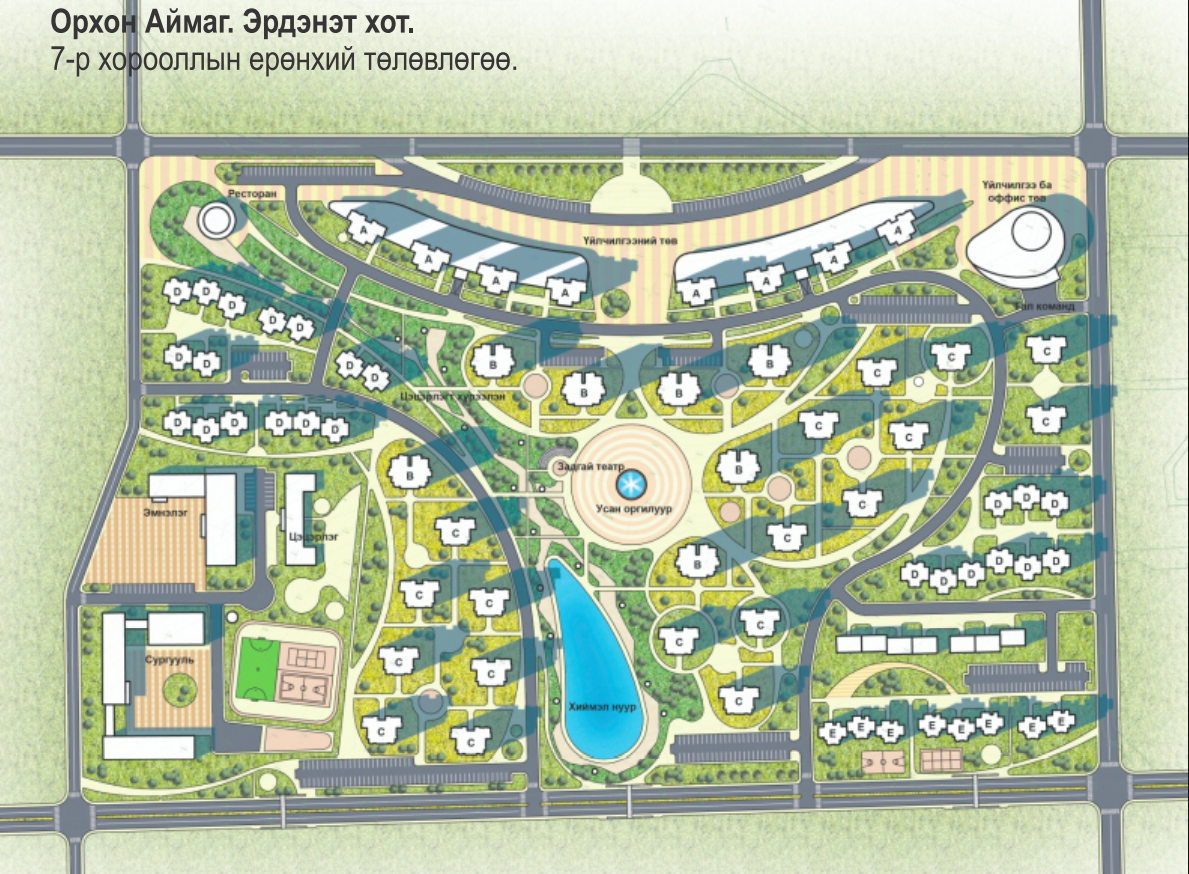 Орхон Аймаг. Эрдэнэт хот.
7-р хорооллын ерөнхий төлөвлөгөө.
Ресторан
Үйлчилгээ ба
оффис төв
A A A A
Үйлчилгээний төв
A A A A
D D D D D
Гал команд
D D
D D
B B B B
C C C C
Цэцэрлэгт хүрээлэн
D D D D D D
C C
B
Задгай театр
B
Усан оргилуур
C
D D D
Эмнэлэг
Цэцэрлэг
C
C
B
D D D D D D
C C
C
C
Сургууль
C C
C
Хиймэл нуур
C C
E E E E E E E E